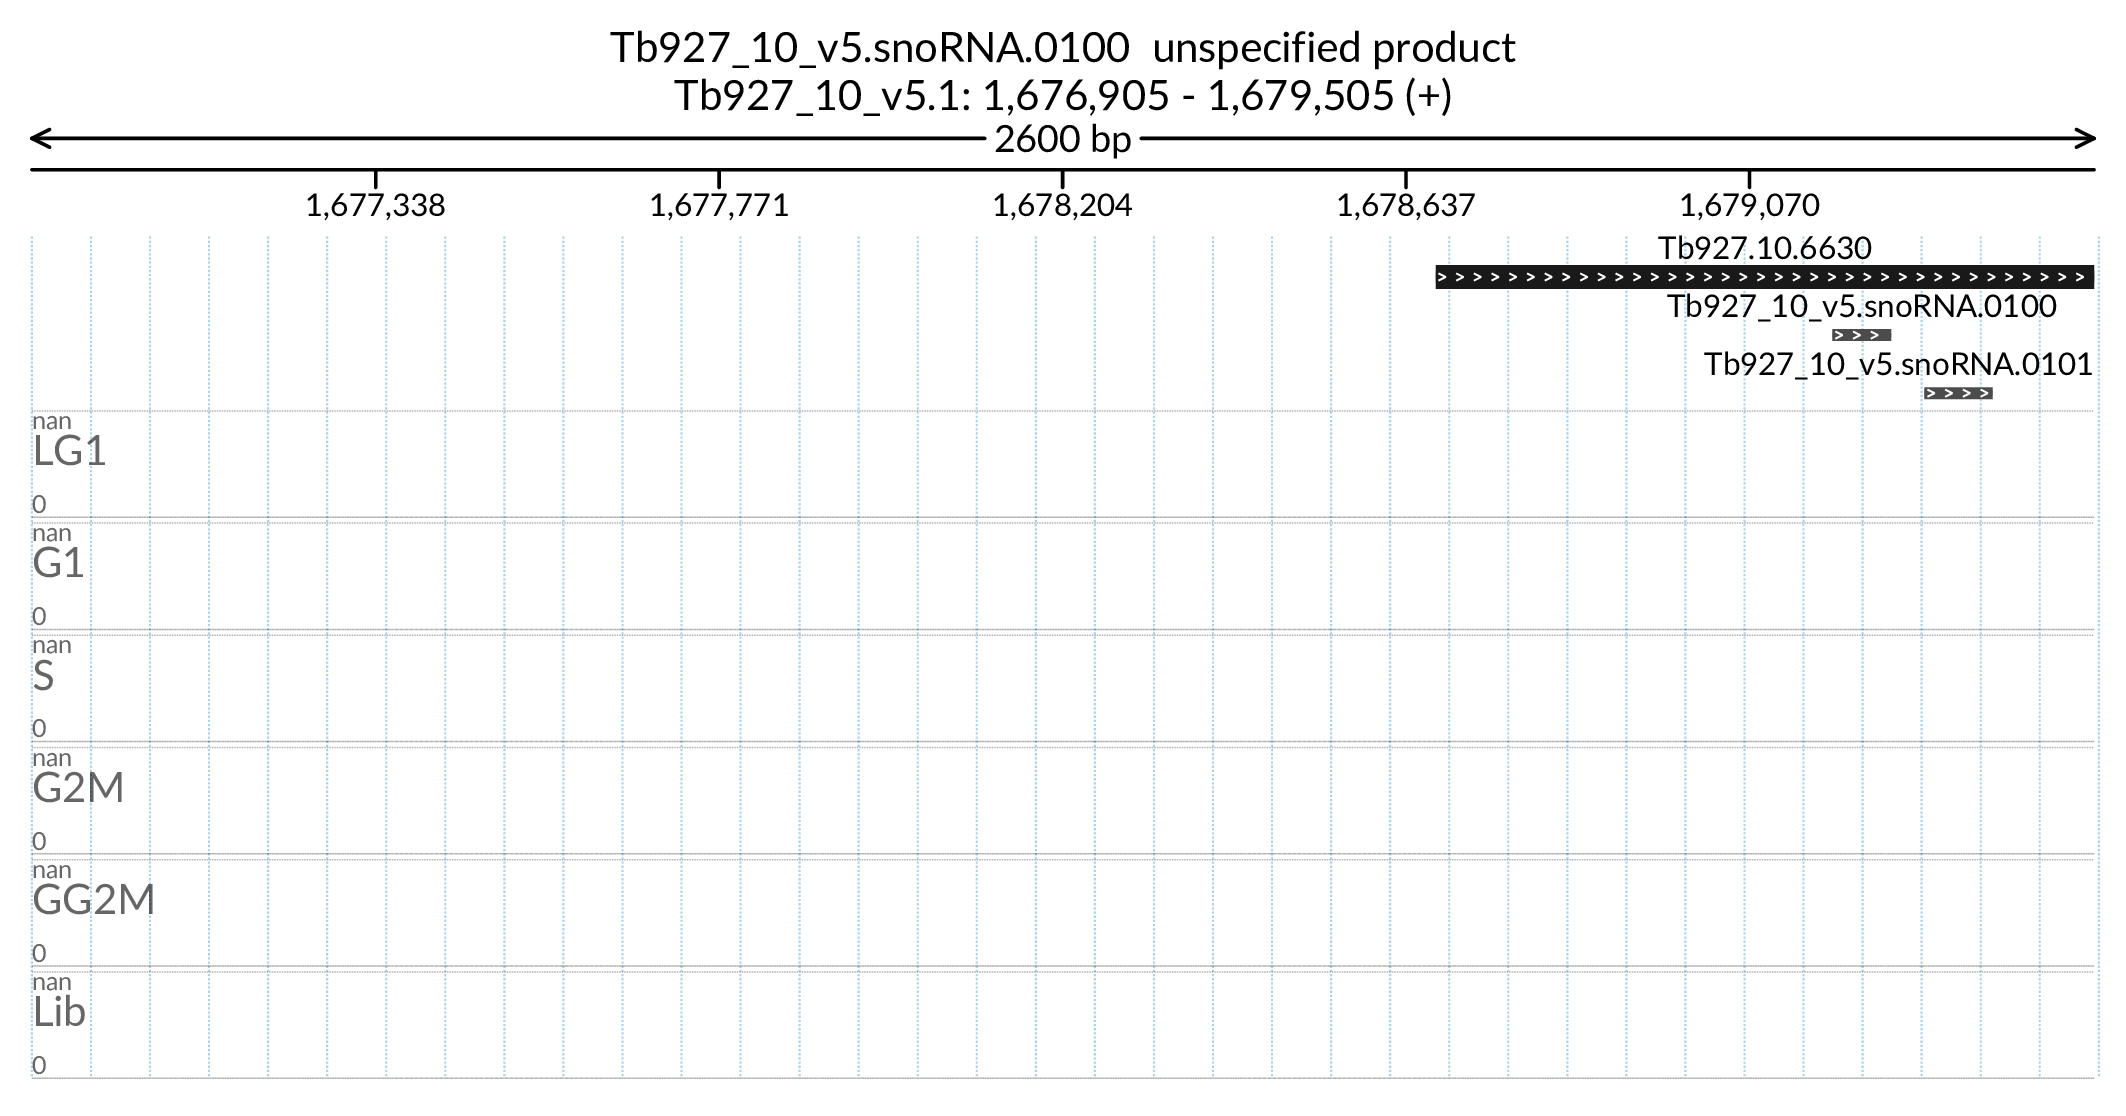 Tb927_10_v5.snoRNA.0100  unspecified product
Tb927_10_v5.1: 1,676,905 - 1,679,505 (+)
2600 bp
1,677,338 1,677,771 1,678,204 1,678,637 1,679,070
Tb927.10.6630
Tb927_10_v5.snoRNA.0100
Tb927_10_v5.snoRNA.0101
nan
LG1
0
nan
G1
0
nan
S
0
nan
G2M
0
nan
GG2M
0
nan
Lib
0